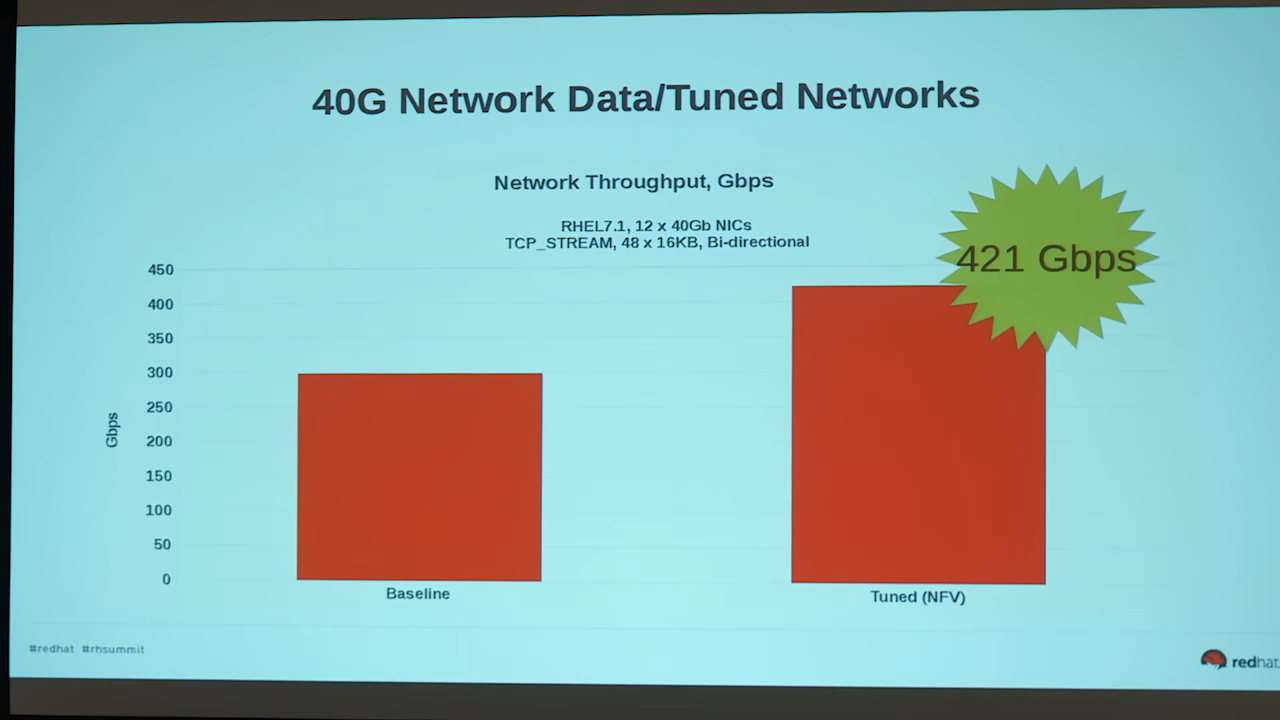 40G Network Data/Tuned Networks
Network Throughput, Gbps
RHEL7.1, 12 x 40Gb NICs
TCP_STREAM, 48 x 16KB, Bi-directional
421 Gbps
450
400
350
300
250
200
150
100
50
0
Gbps
Baseline
Tuned (NFV)
#redhat #rhsummit
redhat.